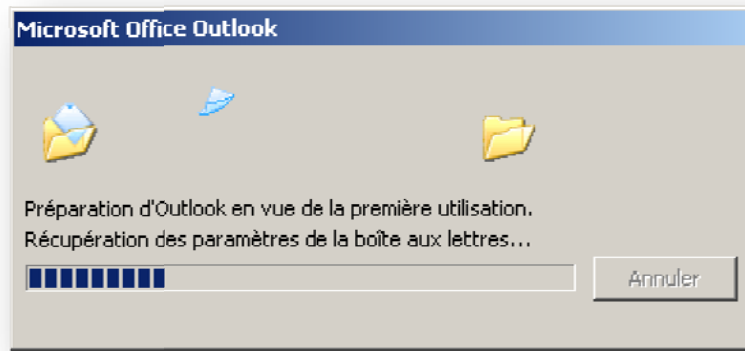 Microsoft Office Outlook
Préparation d'Outlook en vue de la première utilisation.
Récupération des paramètres de la boîte aux lettres...
Annuler